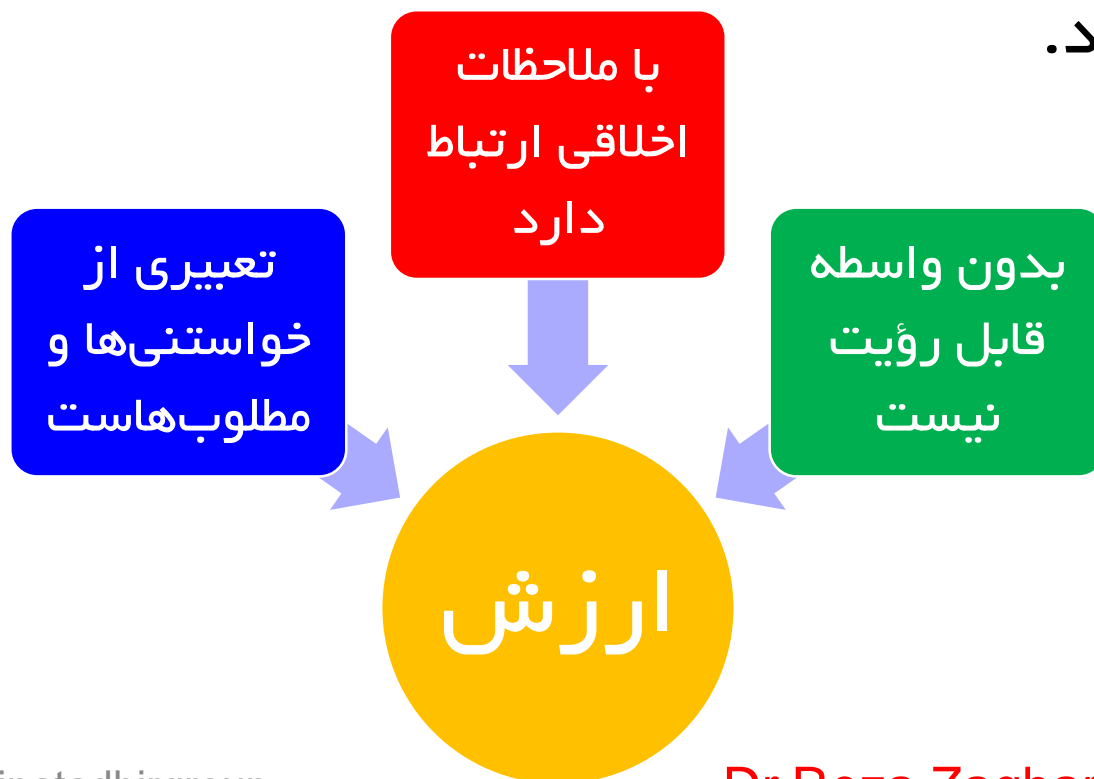 با ملاحظات
اخلاقی ارتباط
دارد
بدون واسطه
قابل رؤیت
نیست
تعبیری از
خواستنی‌ها و
مطلوب‌هاست
ارزش